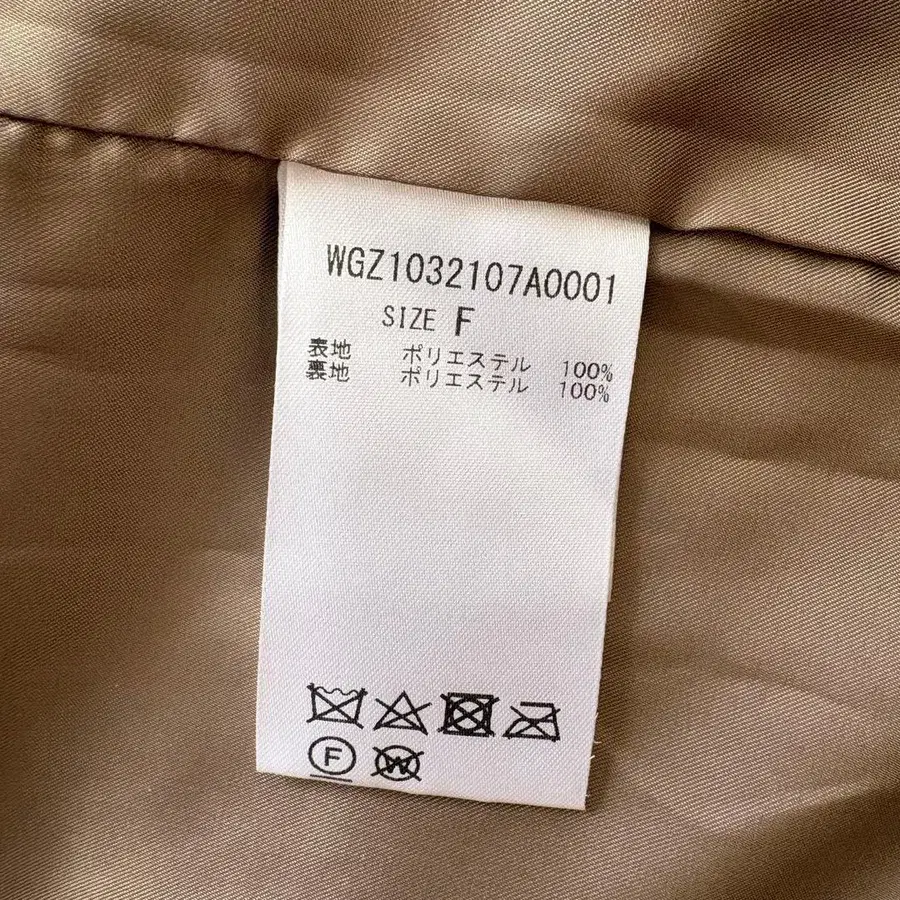 WGZ1032107A0001
SIZE F
表地 ポリエステル 100%
裏地 ポリエステル 100%
F W